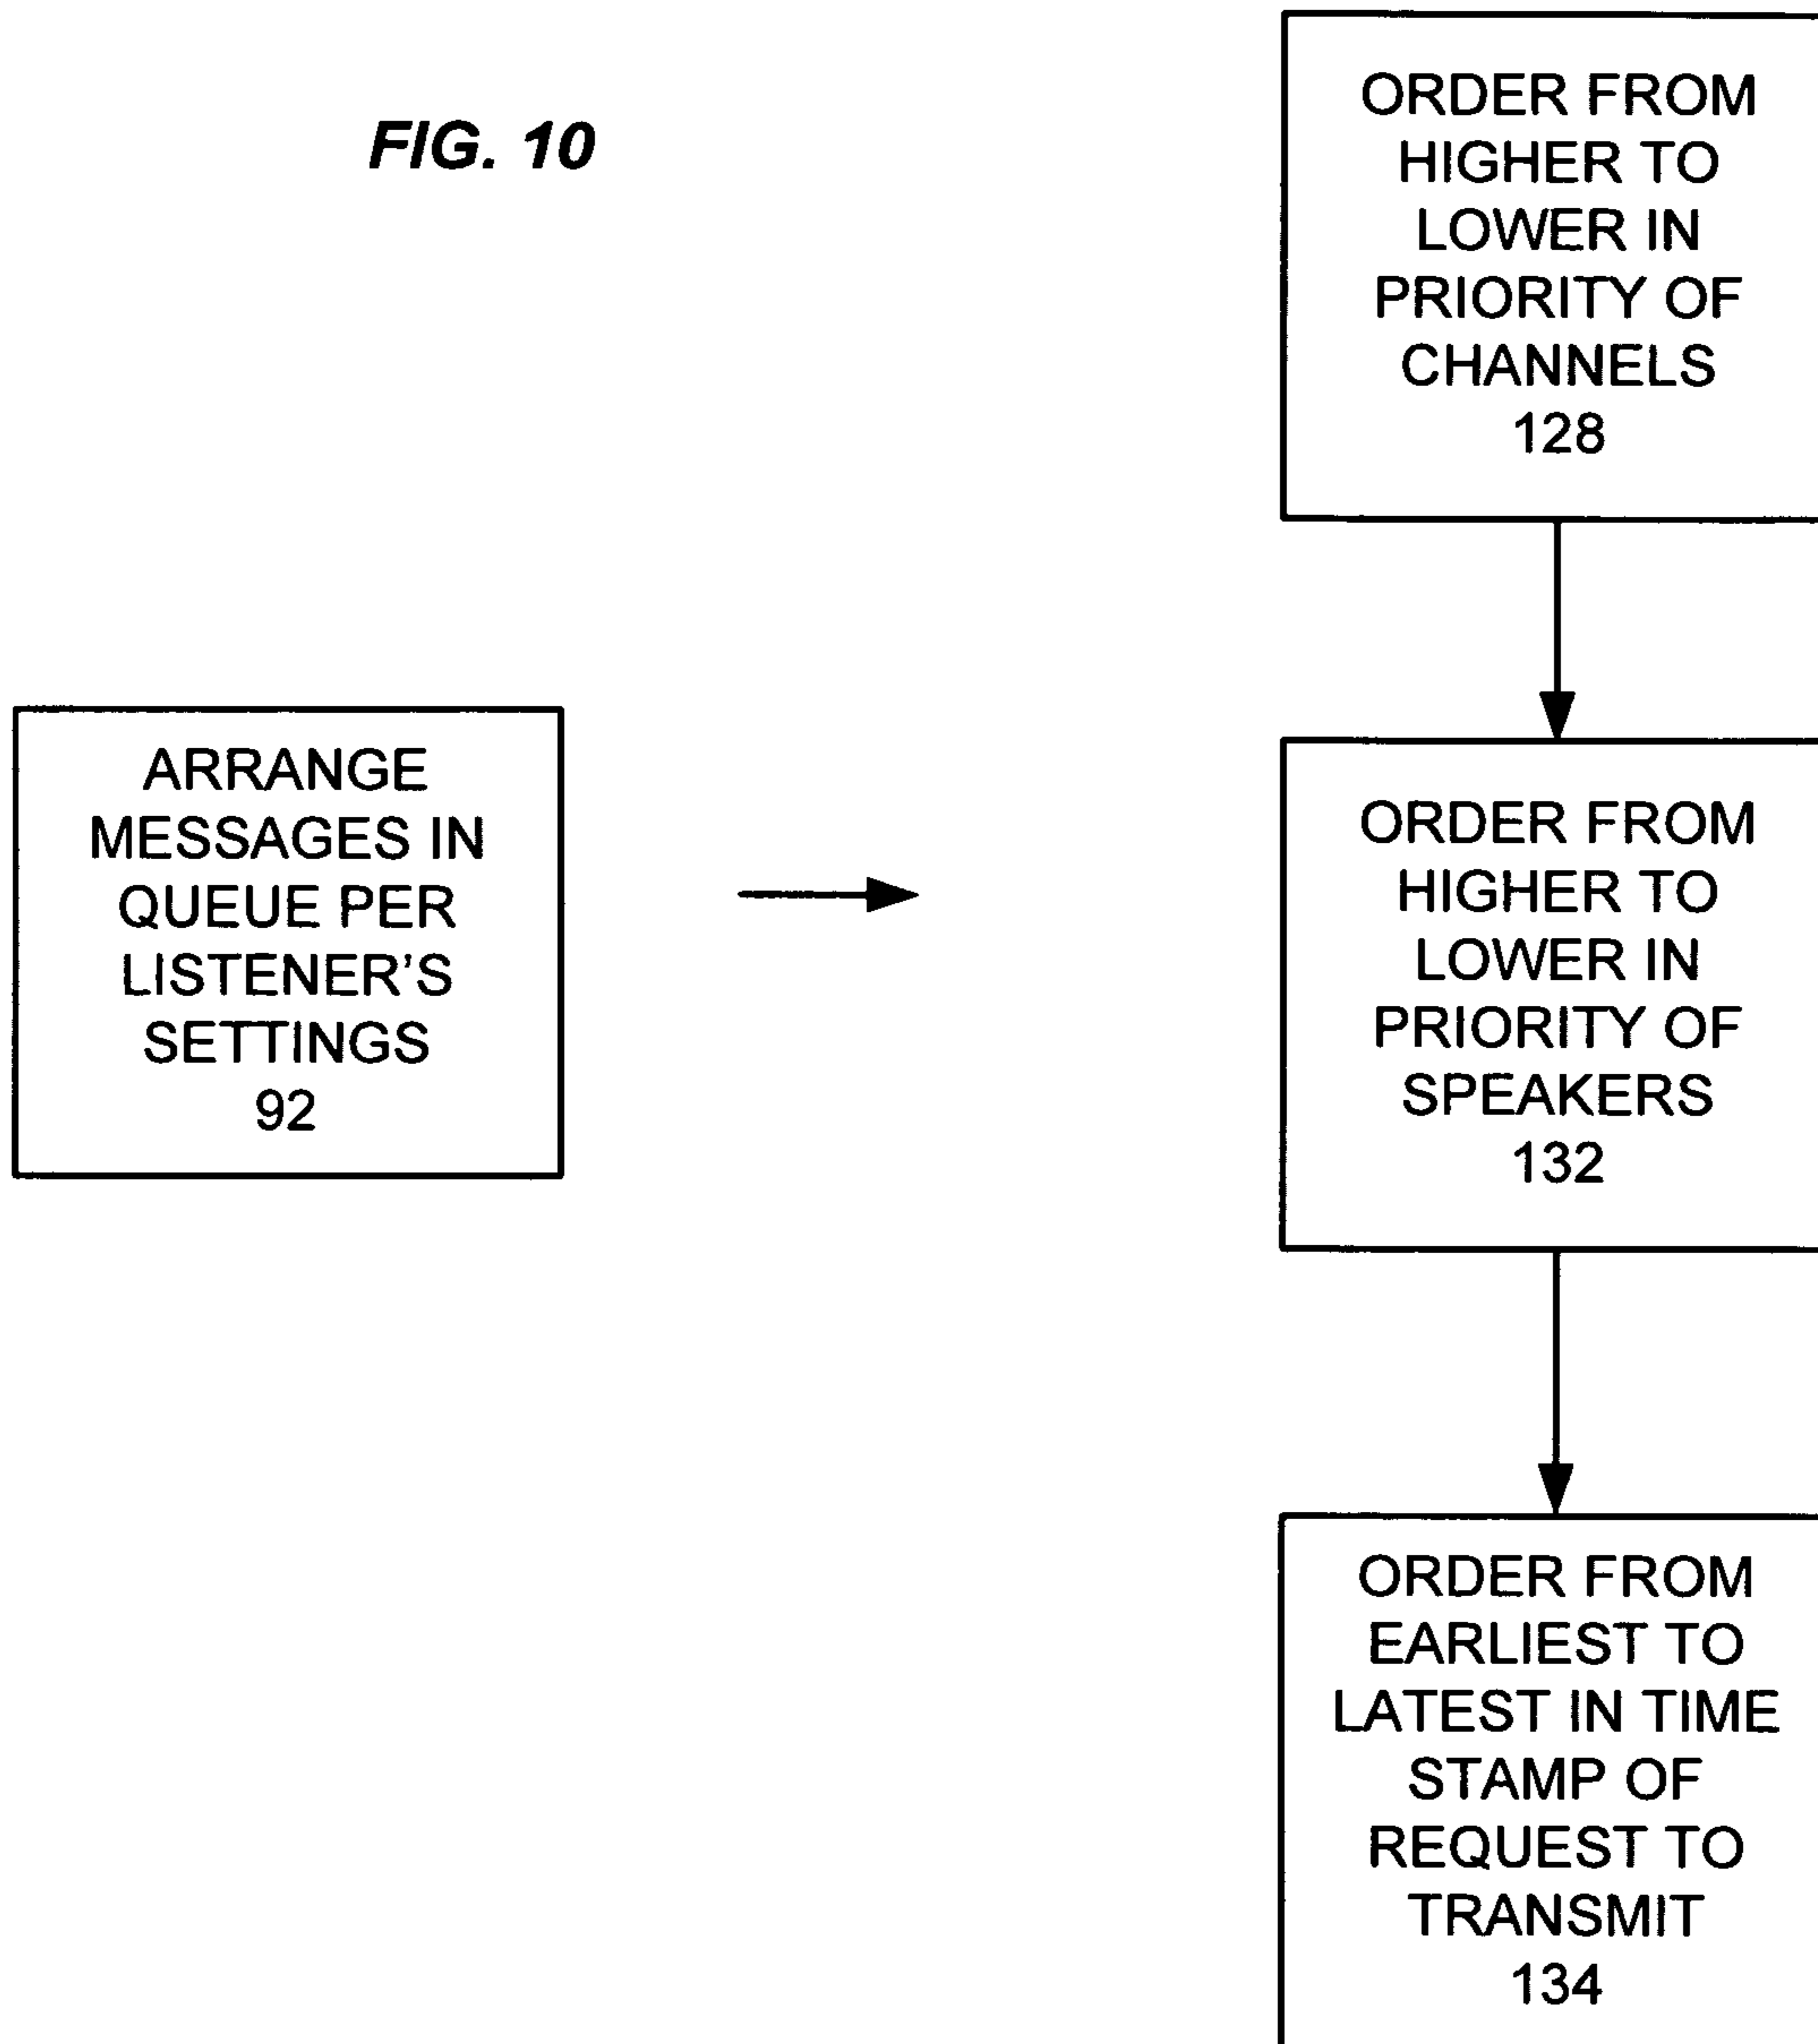 FIG. 10
ARRANGE
MESSAGES IN
QUEUE PER
LISTENER'S
SETTINGS
92
ORDER FROM
HIGHER TO
LOWER IN
PRIORITY OF
CHANNELS
128
ORDER FROM
HIGHER TO
LOWER IN
PRIORITY OF
SPEAKERS
132
ORDER FROM
EARLIEST TO
LATEST IN TIME
STAMP OF
REQUEST TO
TRANSMIT
134